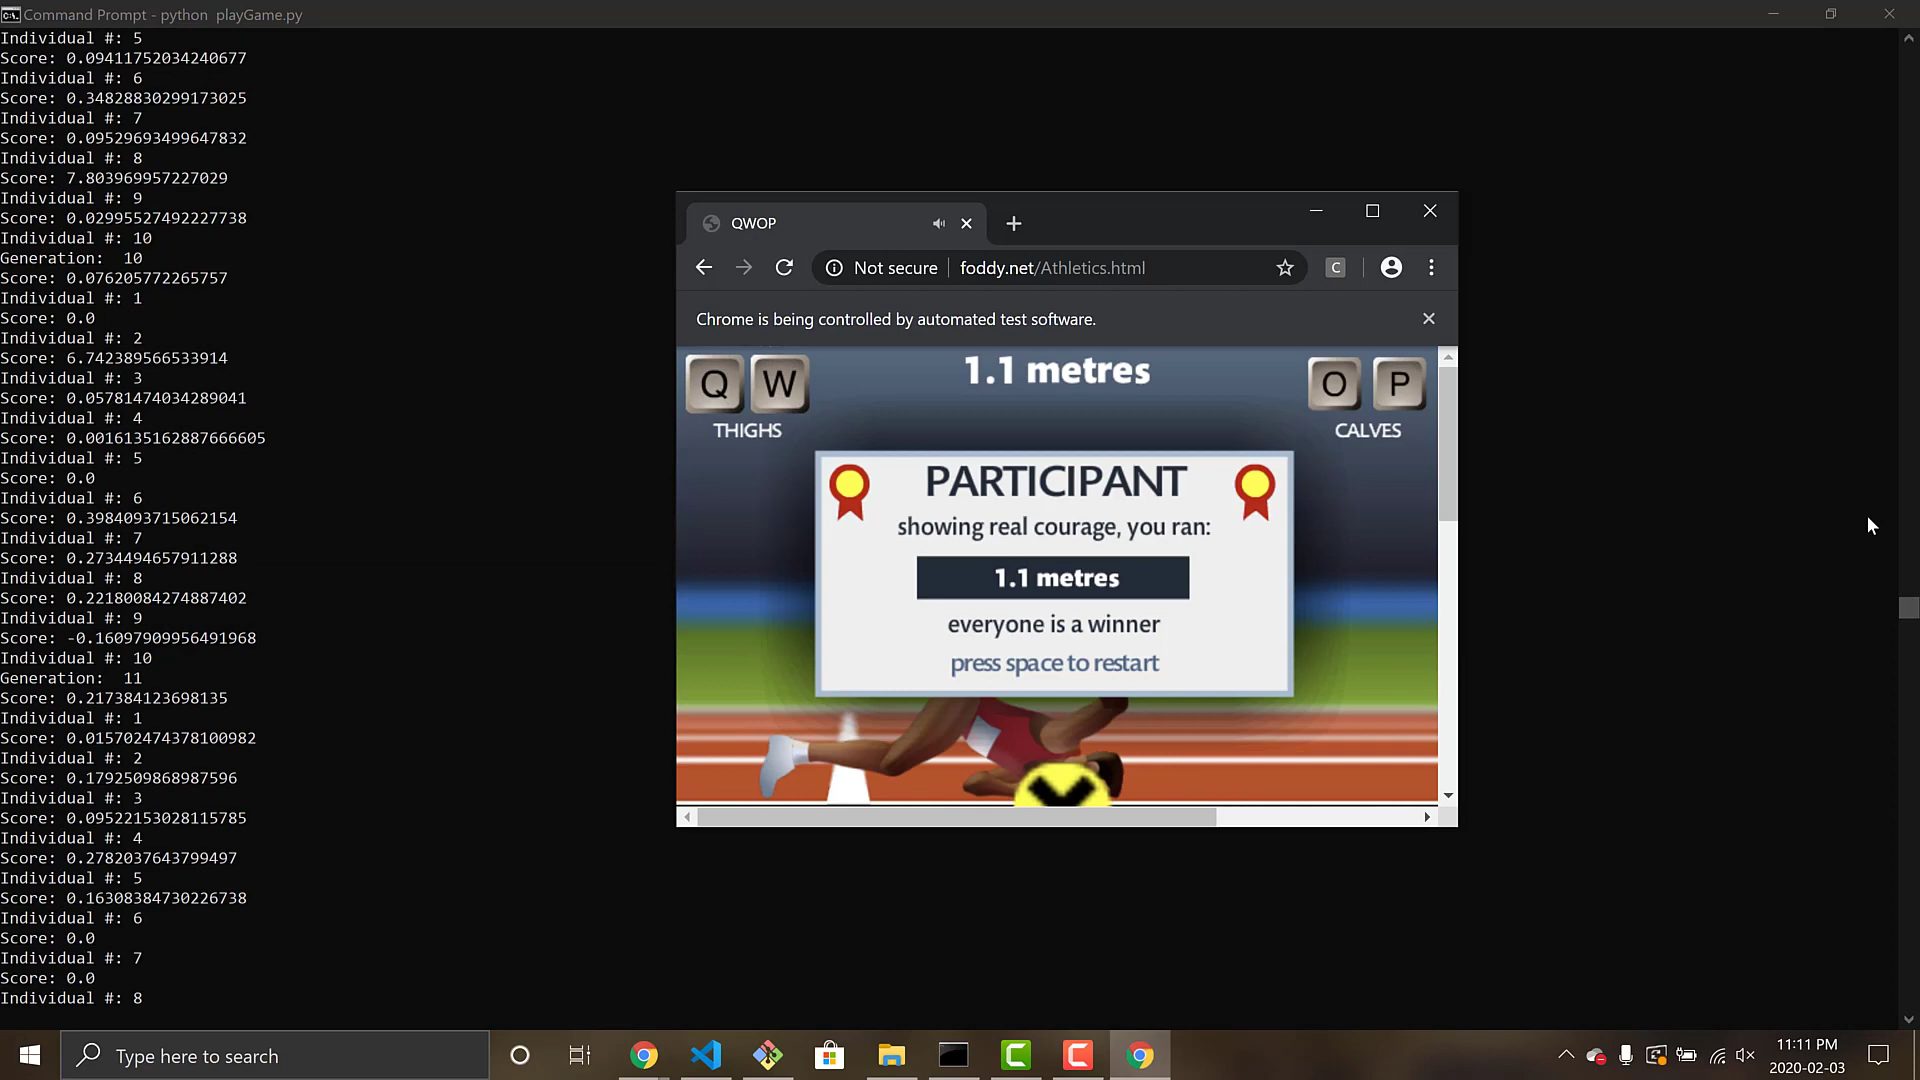 Command Prompt - python  playGame.py
Individual #: 5
Score: 0.09411752034240677
Individual #: 6
Score: 0.34828830299173025
Individual #: 7
Score: 0.09529693499647832
Individual #: 8
Score: 7.803969957227029
Individual #: 9
Score: 0.02995527492227738
Individual #: 10
Generation:  10
Score: 0.076205772265757
Individual #: 1
Score: 0.0
Individual #: 2
Score: 6.742389566533914
Individual #: 3
Score: 0.05781474034289041
Individual #: 4
Score: 0.0016135162887666605
Individual #: 5
Score: 0.0
Individual #: 6
Score: 0.3984093715062154
Individual #: 7
Score: 0.2734494657911288
Individual #: 8
Score: 0.22180084274887402
Individual #: 9
Score: -0.16097909956491968
Individual #: 10
Generation:  11
Score: 0.217384123698135
Individual #: 1
Score: 0.015702474378100982
Individual #: 2
Score: 0.1792509868987596
Individual #: 3
Score: 0.09522153028115785
Individual #: 4
Score: 0.2782037643799497
Individual #: 5
Score: 0.16308384730226738
Individual #: 6
Score: 0.0
Individual #: 7
Score: 0.0
Individual #: 8
QWOP
Not secure
foddy.net/Athletics.html
C
Chrome is being controlled by automated test software.
Q W
1.1 metres
O P
THIGHS
CALVES
PARTICIPANT
showing real courage, you ran:
1.1 metres
everyone is a winner
press space to restart
Type here to search
11:11 PM
2020-02-03